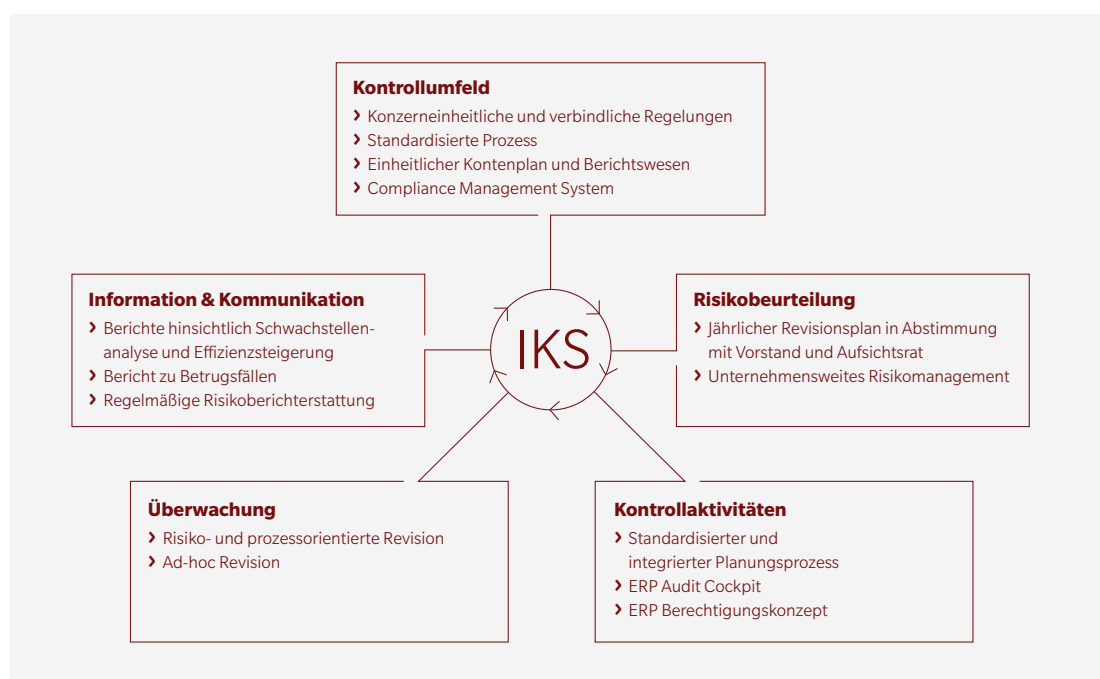 Kontrollumfeld
› Konzerneinheitliche und verbindliche Regelungen
› Standardisierte Prozess
› Einheitlicher Kontenplan und Berichtswesen
› Compliance Management System
Information & Kommunikation
› Berichte hinsichtlich Schwachstellen-
analyse und Effizienzsteigerung
› Bericht zu Betrugsfällen
› Regelmäßige Risikoberichterstattung
IKS
Risikobeurteilung
› Jährlicher Revisionsplan in Abstimmung
mit Vorstand und Aufsichtsrat
› Unternehmensweites Risikomanagement
Überwachung
› Risiko- und prozessorientierte Revision
› Ad-hoc Revision
Kontrollaktivitäten
› Standardisierter und
integrierter Planungsprozess
› ERP Audit Cockpit
› ERP Berechtigungskonzept